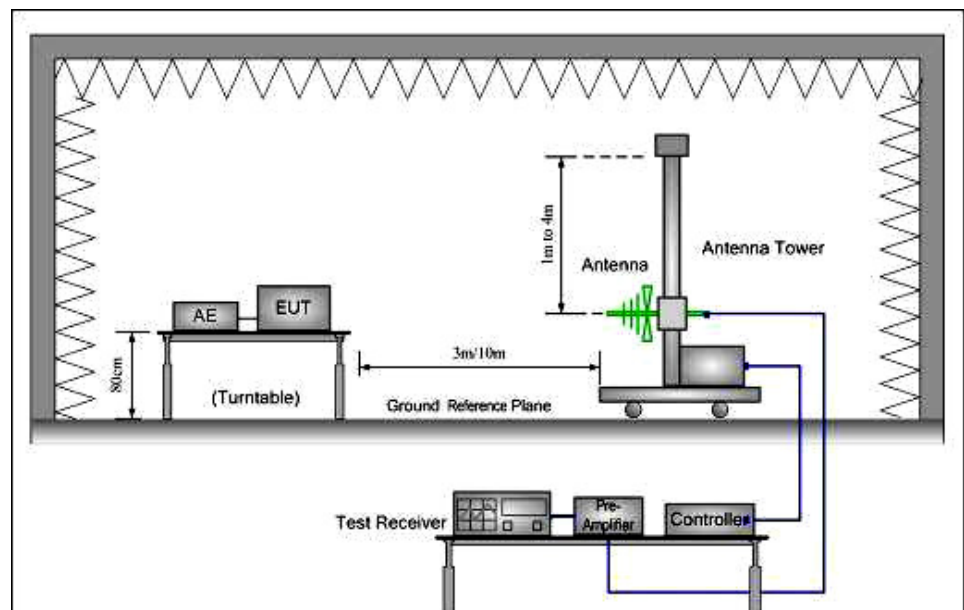 1m to 4m
Antenna
Antenna Tower
AE
EUT
80cm
3m/10m
(Turntable)
Ground Reference Plane
Test Receiver
Pre-
Amplifier
Controller